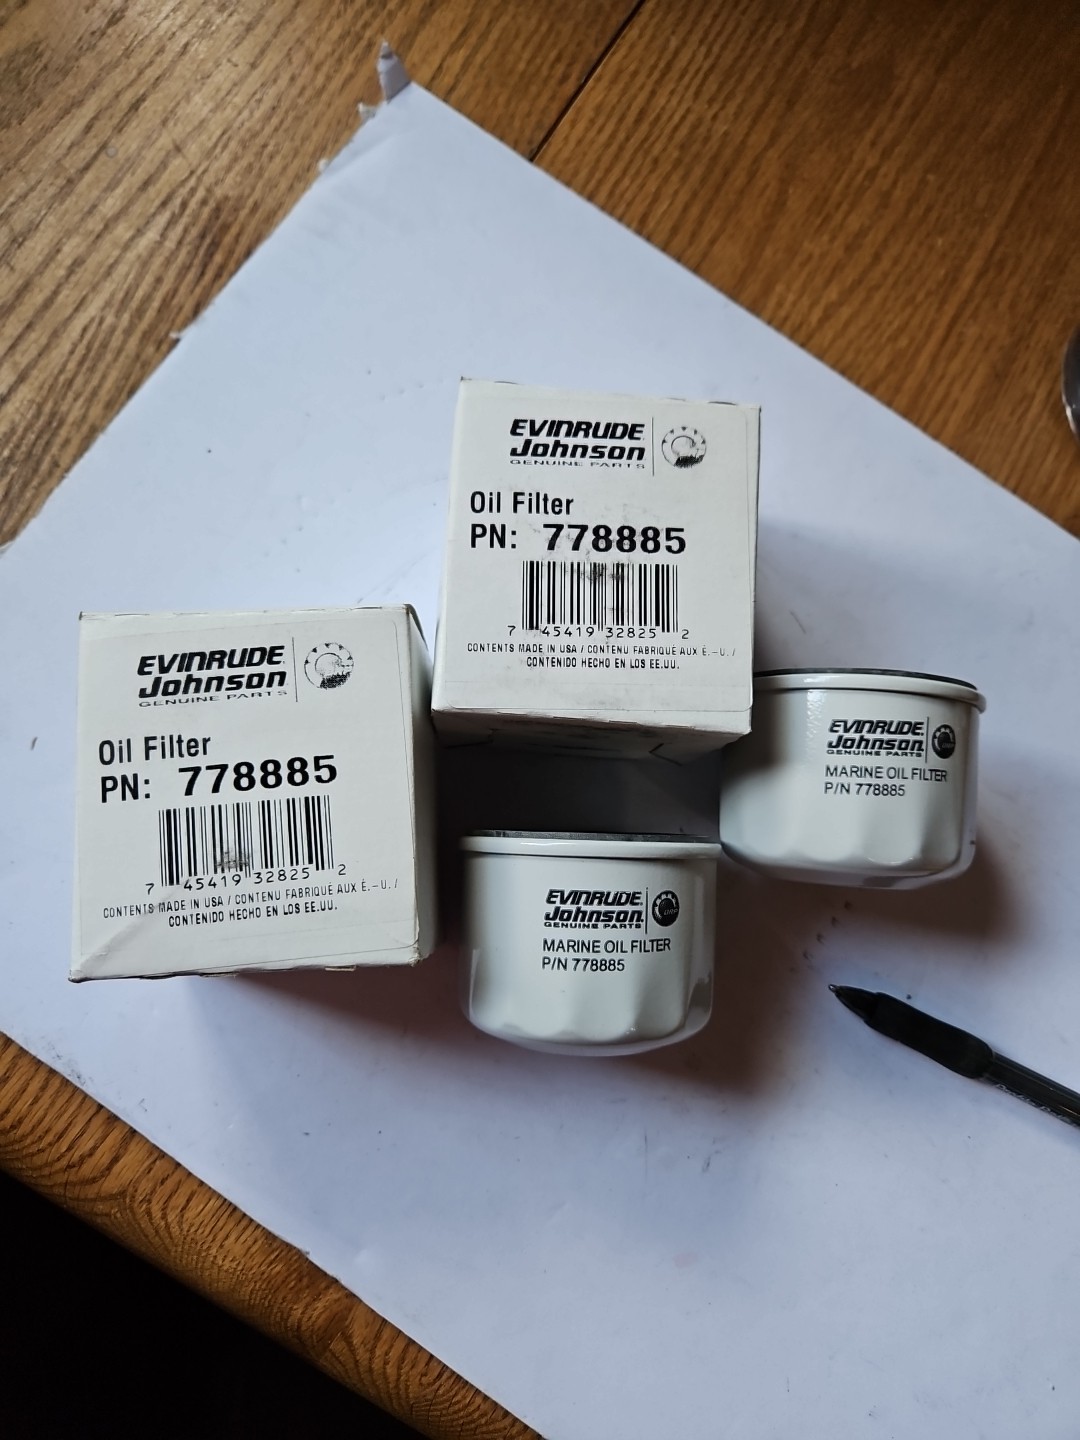 EVINRUDE
Johnson
GENUINE PARTS
Oil Filter
PN: 778885
7 45419 32825 2
CONTENTS MADE IN USA / CONTENU FABRIQUÉ AUX É.-U. /
CONTENIDO HECHO EN LOS EE.UU.
EVINRUDE
Johnson
GENUINE PARTS
Oil Filter
PN: 778885
7 45419 32825 2
CONTENTS MADE IN USA / CONTENU FABRIQUÉ AUX É.-U. /
CONTENIDO HECHO EN LOS EE.UU.
EVINRUDE
Johnson
GENUINE PARTS
MARINE OIL FILTER
P/N 778885
EVINRUDE
Johnson
GENUINE PARTS
MARINE OIL FILTER
P/N 778885